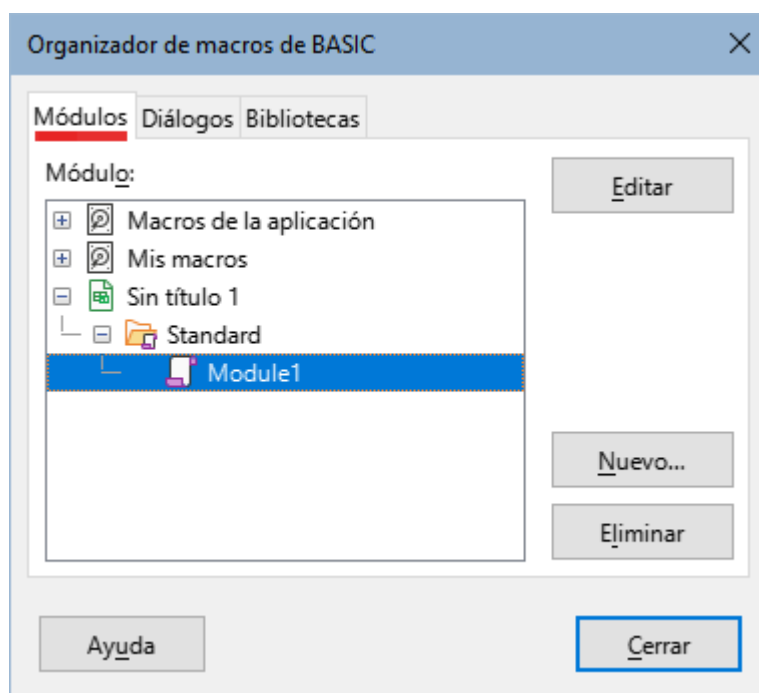 Organizador de macros de BASIC
Módulos Diálogos Bibliotecas
Módulo:
Editar
Macros de la aplicación
Mis macros
Sin título 1
Standard
Module1
Nuevo...
Eliminar
Ayuda
Cerrar